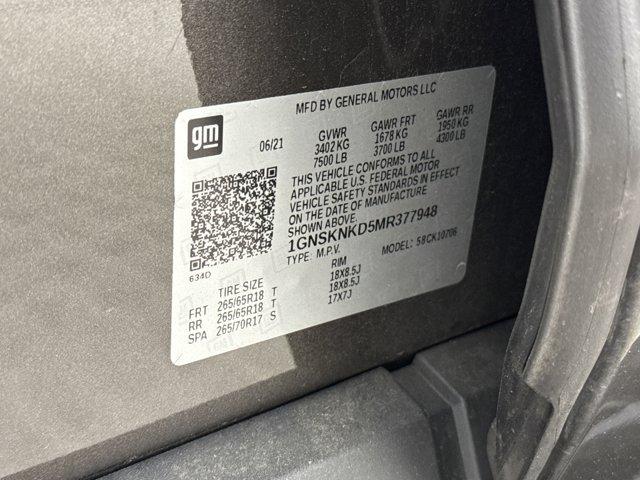 MFD BY GENERAL MOTORS LLC
gm
06/21 GVWR GAWR FRT GAWR RR
3402 KG 1678 KG 1950 KG
7500 LB 3700 LB 4300 LB
THIS VEHICLE CONFORMS TO ALL
APPLICABLE U.S. FEDERAL MOTOR
VEHICLE SAFETY STANDARDS IN EFFECT
ON THE DATE OF MANUFACTURE
SHOWN ABOVE.
1GNSKNKD5MR377948
TYPE: M.P.V. MODEL: 58CK10706
634D
TIRE SIZE RIM
FRT 265/65R18 T 18X8.5J
RR 265/65R18 T 18X8.5J
SPA 265/70R17 S 17X7J